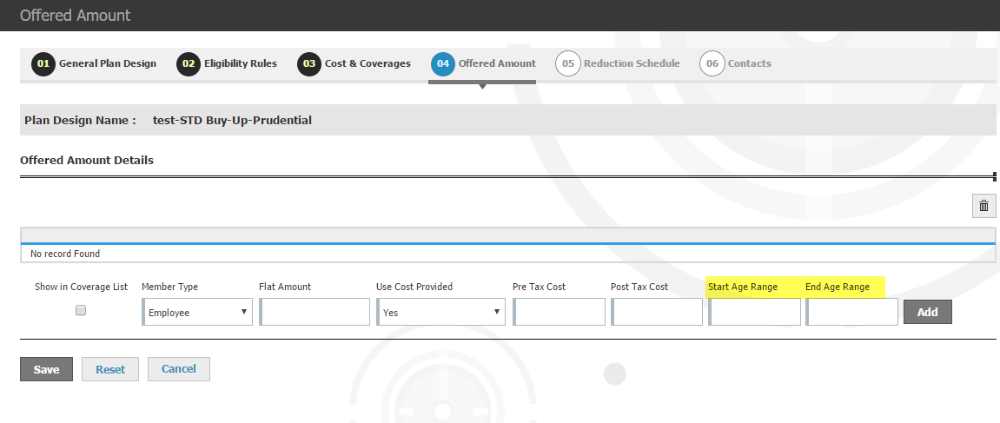 Offered Amount
01 General Plan Design 02 Eligibility Rules 03 Cost & Coverages 04 Offered Amount 05 Reduction Schedule 06 Contacts
Plan Design Name : test-STD Buy-Up-Prudential
Offered Amount Details
No record Found
Show in Coverage List Member Type Flat Amount Use Cost Provided Pre Tax Cost Post Tax Cost Start Age Range End Age Range
Employee Yes Add
Save Reset Cancel